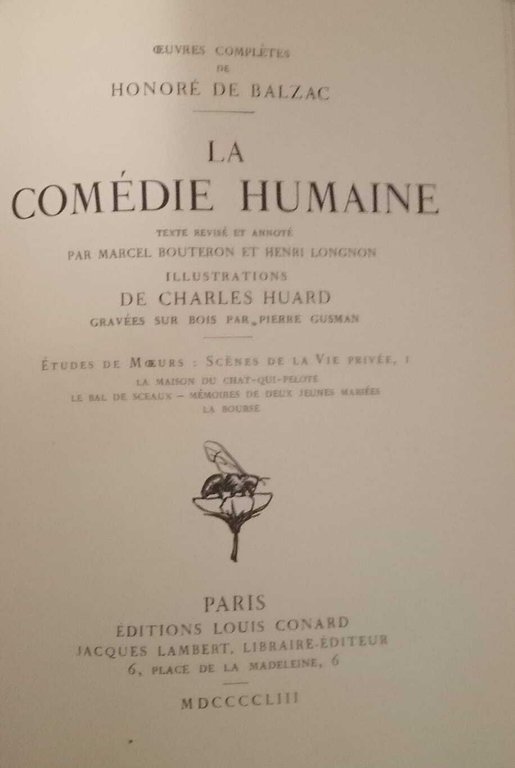 ŒUVRES COMPLÈTES
DE
HONORÉ DE BALZAC
LA
COMÉDIE HUMAINE
TEXTE REVISÉ ET ANNOTÉ
PAR MARCEL BOUTERON ET HENRI LONGNON
ILLUSTRATIONS
DE CHARLES HUARD
GRAVÉES SUR BOIS PAR PIERRE GUSMAN
ÉTUDES DE MŒURS : SCÈNES DE LA VIE PRIVÉE, I
LA MAISON DU CHAT-QUI-PELOTE
LE BAL DE SCEAUX – MÉMOIRES DE DEUX JEUNES MARIÉES
LA BOURSE
PARIS
ÉDITIONS LOUIS CONARD
JACQUES LAMBERT, LIBRAIRE-ÉDITEUR
6, PLACE DE LA MADELEINE, 6
MDCCCCLIII